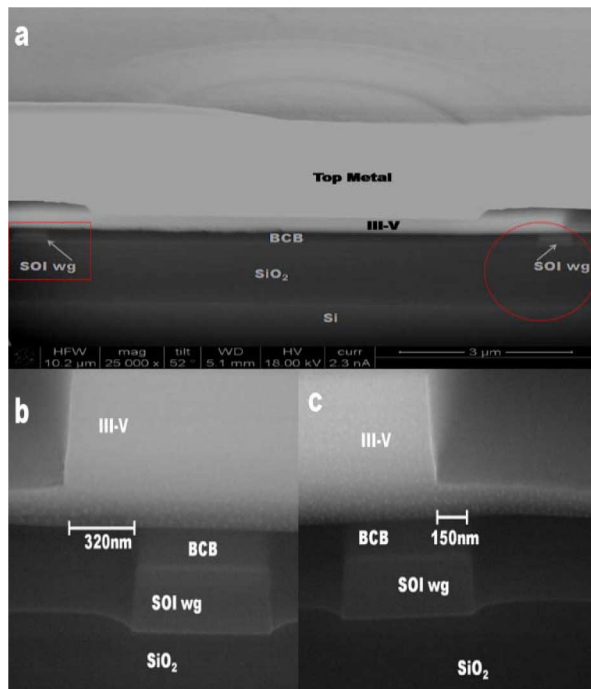 a
Top Metal
III-V
BCB
SOI wg
SOI wg
SiO₂
Si
HFW mag tilt WD HV curr
10.2 µm 25 000 x 52 ° 5.1 mm 18.00 kV 2.3 nA 3 µm
b
III-V
320nm
BCB
SOI wg
SiO₂
c
III-V
BCB
150nm
SOI wg
SiO₂